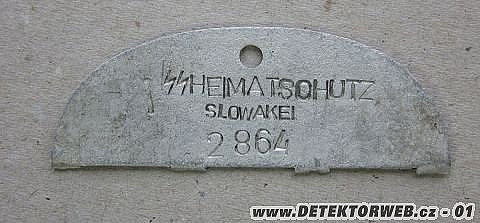 ϟϟHEIMATSCHUTZ
SLOWAKEI
2864
www.DETEKTORWEB.cz - 01